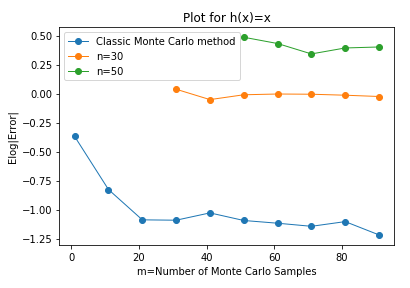 Plot for h(x)=x
Classic Monte Carlo method
n=30
n=50
Elog|Error|
0.50
0.25
0.00
−0.25
−0.50
−0.75
−1.00
−1.25
0 20 40 60 80
m=Number of Monte Carlo Samples